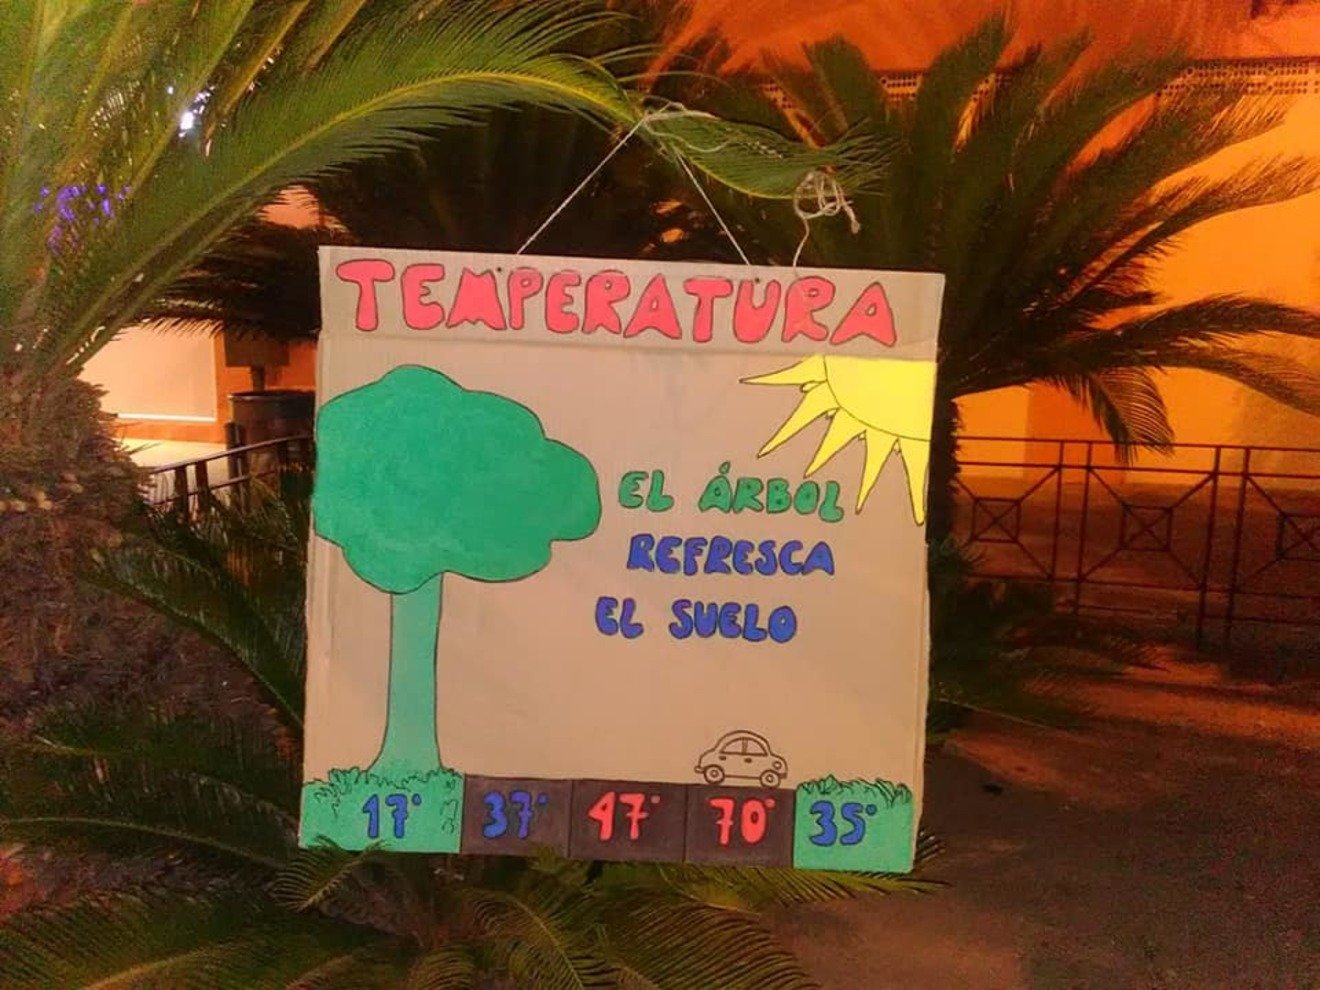 TEMPERATURA
EL ÁRBOL
REFRESCA
EL SUELO
17° 37° 47° 70° 35°